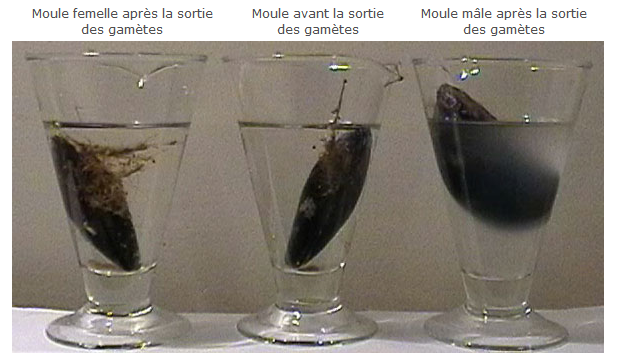 Moule femelle après la sortie
des gamètes
Moule avant la sortie
des gamètes
Moule mâle après la sortie
des gamètes